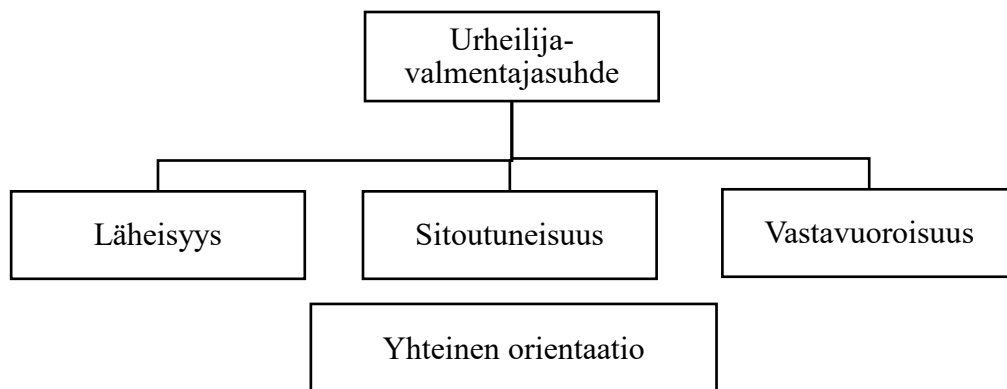 Urheilija-
valmentajasuhde
Läheisyys
Sitoutuneisuus
Vastavuoroisuus
Yhteinen orientaatio